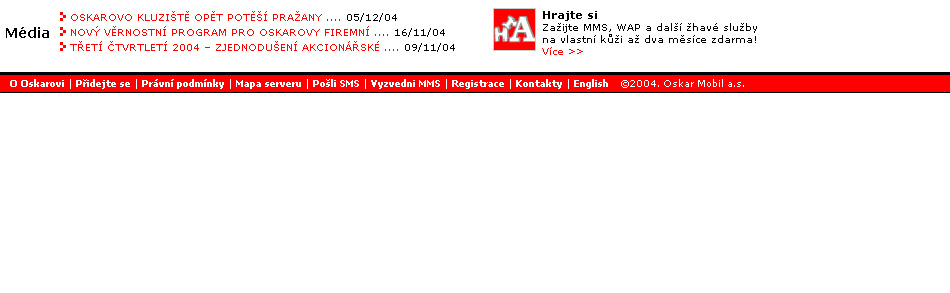 Média
OSKAROVO KLUZIŠTĚ OPĚT POTĚŠÍ PRAŽANY .... 05/12/04
NOVÝ VĚRNOSTNÍ PROGRAM PRO OSKAROVY FIREMNÍ .... 16/11/04
TŘETÍ ČTVRTLETÍ 2004 – ZJEDNODUŠENÍ AKCIONÁŘSKÉ .... 09/11/04
HMA
Hrajte si
Zažijte MMS, WAP a další žhavé služby
na vlastní kůži až dva měsíce zdarma!
Více >>
O Oskarovi | Přidejte se | Právní podmínky | Mapa serveru | Pošli SMS | Vyzvedni MMS | Registrace | Kontakty | English ©2004. Oskar Mobil a.s.